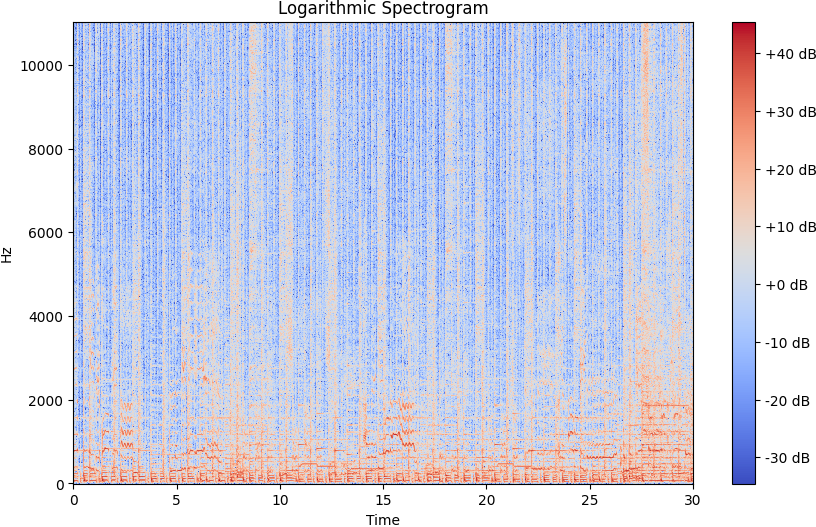 Logarithmic Spectrogram
10000
8000
6000
4000
2000
0
Hz
0 5 10 15 20 25 30
Time
+40 dB
+30 dB
+20 dB
+10 dB
+0 dB
-10 dB
-20 dB
-30 dB